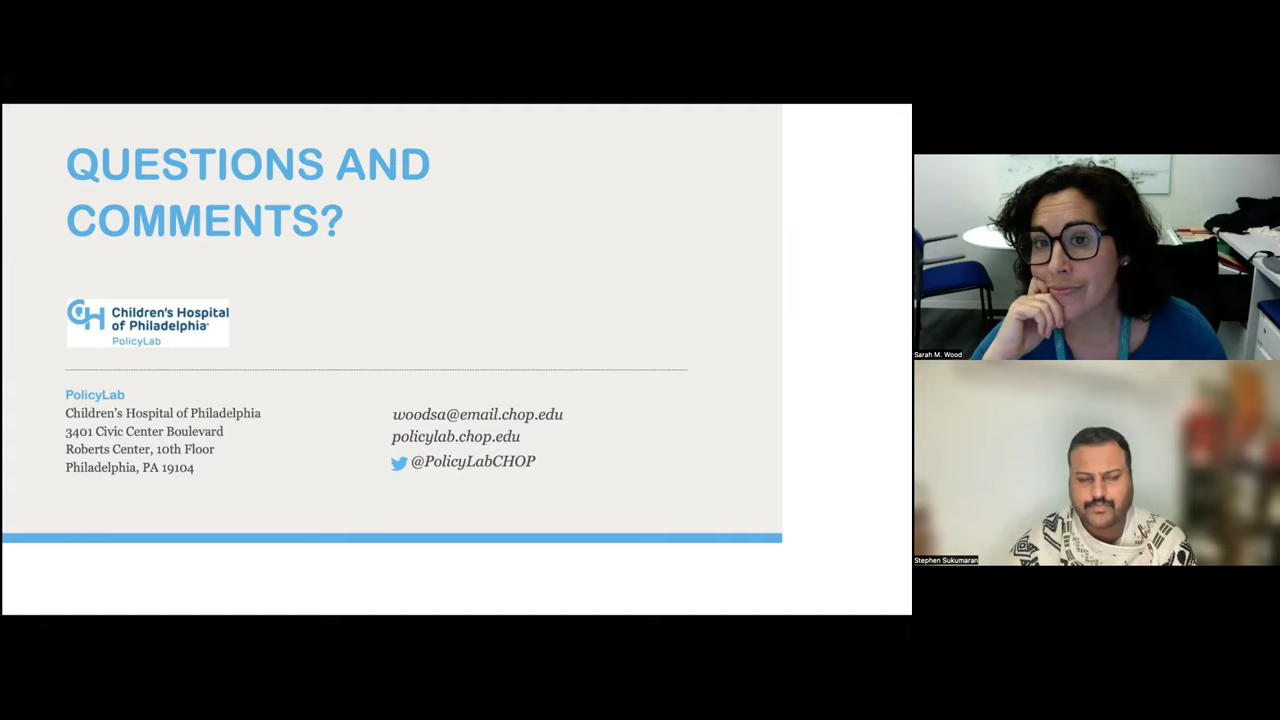 QUESTIONS AND
COMMENTS?
CH Children's Hospital
of Philadelphia
PolicyLab
PolicyLab
Children's Hospital of Philadelphia
3401 Civic Center Boulevard
Roberts Center, 10th Floor
Philadelphia, PA 19104
woodsa@email.chop.edu
policylab.chop.edu
@PolicyLabCHOP
Sarah M. Wood
Stephen Sukumaran